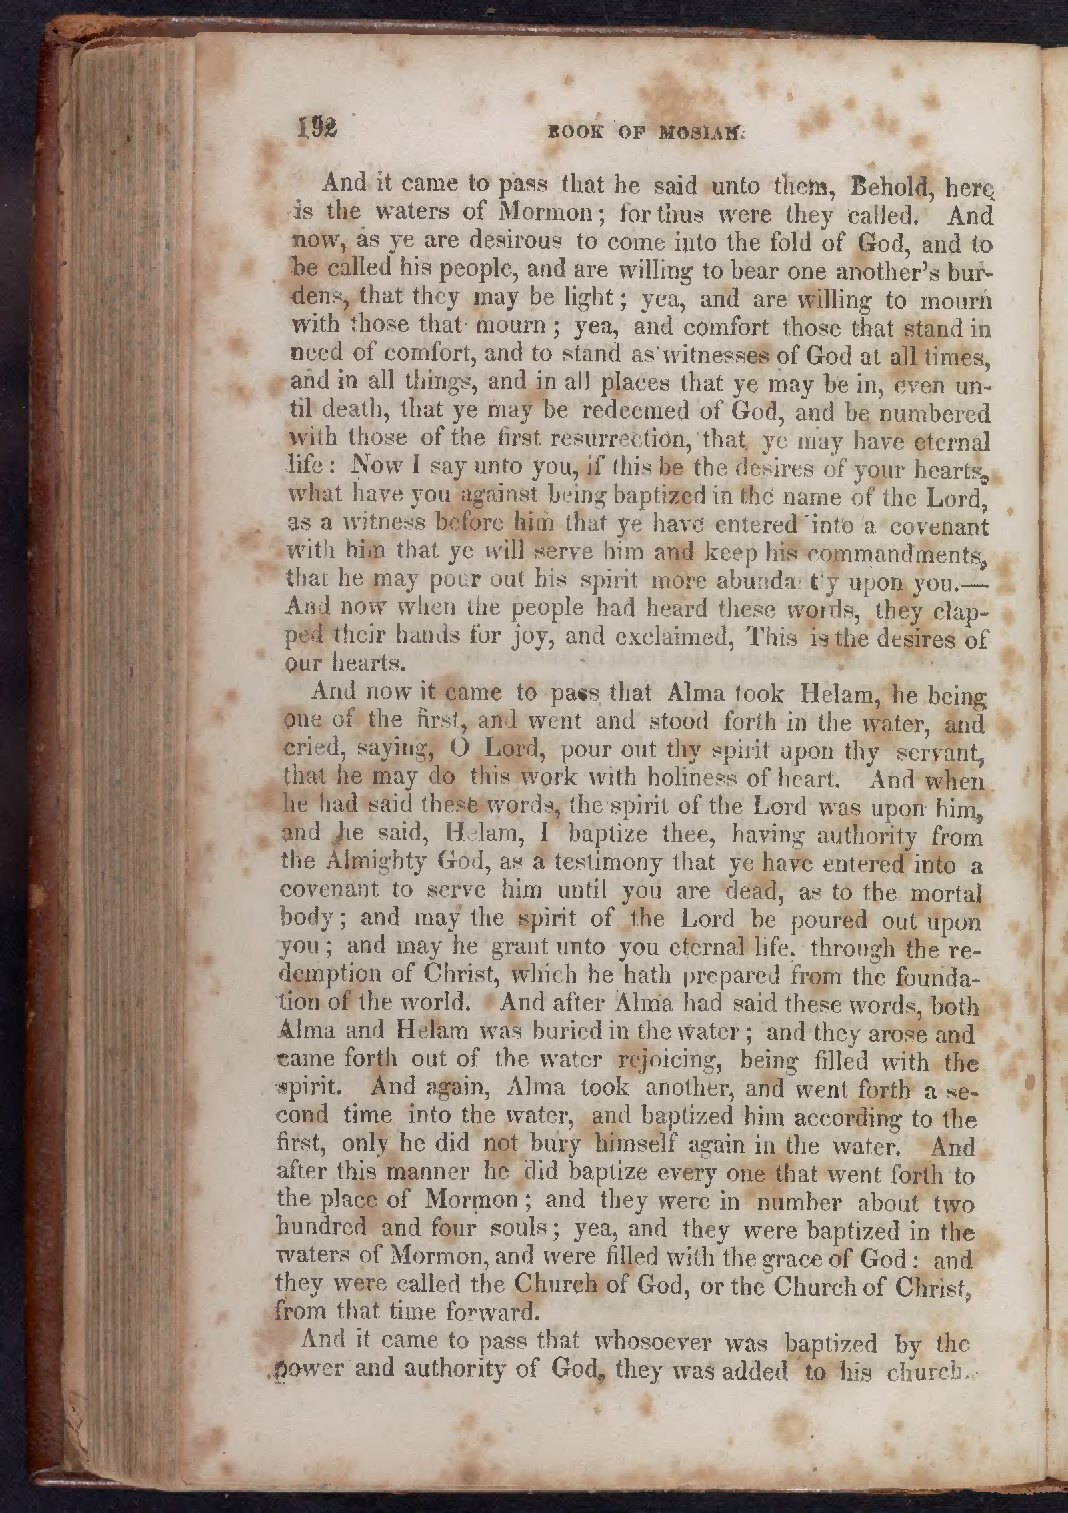 192 BOOK OF MOSIAH.
And it came to pass that he said unto them, Behold, here
is the waters of Mormon; for thus were they called. And
now, as ye are desirous to come into the fold of God, and to
be called his people, and are willing to bear one another's bur-
dens, that they may be light; yea, and are willing to mourn
with those that mourn; yea, and comfort those that stand in
need of comfort, and to stand as witnesses of God at all times,
and in all things, and in all places that ye may be in, even un-
til death, that ye may be redeemed of God, and be numbered
with those of the first resurrection, that ye may have eternal
life: Now I say unto you, if this be the desires of your hearts,
what have you against being baptized in the name of the Lord,
as a witness before him that ye have entered into a covenant
with him that ye will serve him and keep his commandments,
that he may pour out his spirit more abundantly upon you.—
And now when the people had heard these words, they clap-
ped their hands for joy, and exclaimed, This is the desires of
our hearts.
And now it came to pass that Alma took Helam, he being
one of the first, and went and stood forth in the water, and
cried, saying, O Lord, pour out thy spirit upon thy servant,
that he may do this work with holiness of heart. And when
he had said these words, the spirit of the Lord was upon him,
and he said, Helam, I baptize thee, having authority from
the Almighty God, as a testimony that ye have entered into a
covenant to serve him until you are dead, as to the mortal
body; and may the spirit of the Lord be poured out upon
you; and may he grant unto you eternal life, through the re-
demption of Christ, which he hath prepared from the founda-
tion of the world. And after Alma had said these words, both
Alma and Helam was buried in the water; and they arose and
came forth out of the water rejoicing, being filled with the
spirit. And again, Alma took another, and went forth a se-
cond time into the water, and baptized him according to the
first, only he did not bury himself again in the water. And
after this manner he did baptize every one that went forth to
the place of Mormon; and they were in number about two
hundred and four souls; yea, and they were baptized in the
waters of Mormon, and were filled with the grace of God: and
they were called the Church of God, or the Church of Christ,
from that time forward.
And it came to pass that whosoever was baptized by the
power and authority of God, they was added to his church.